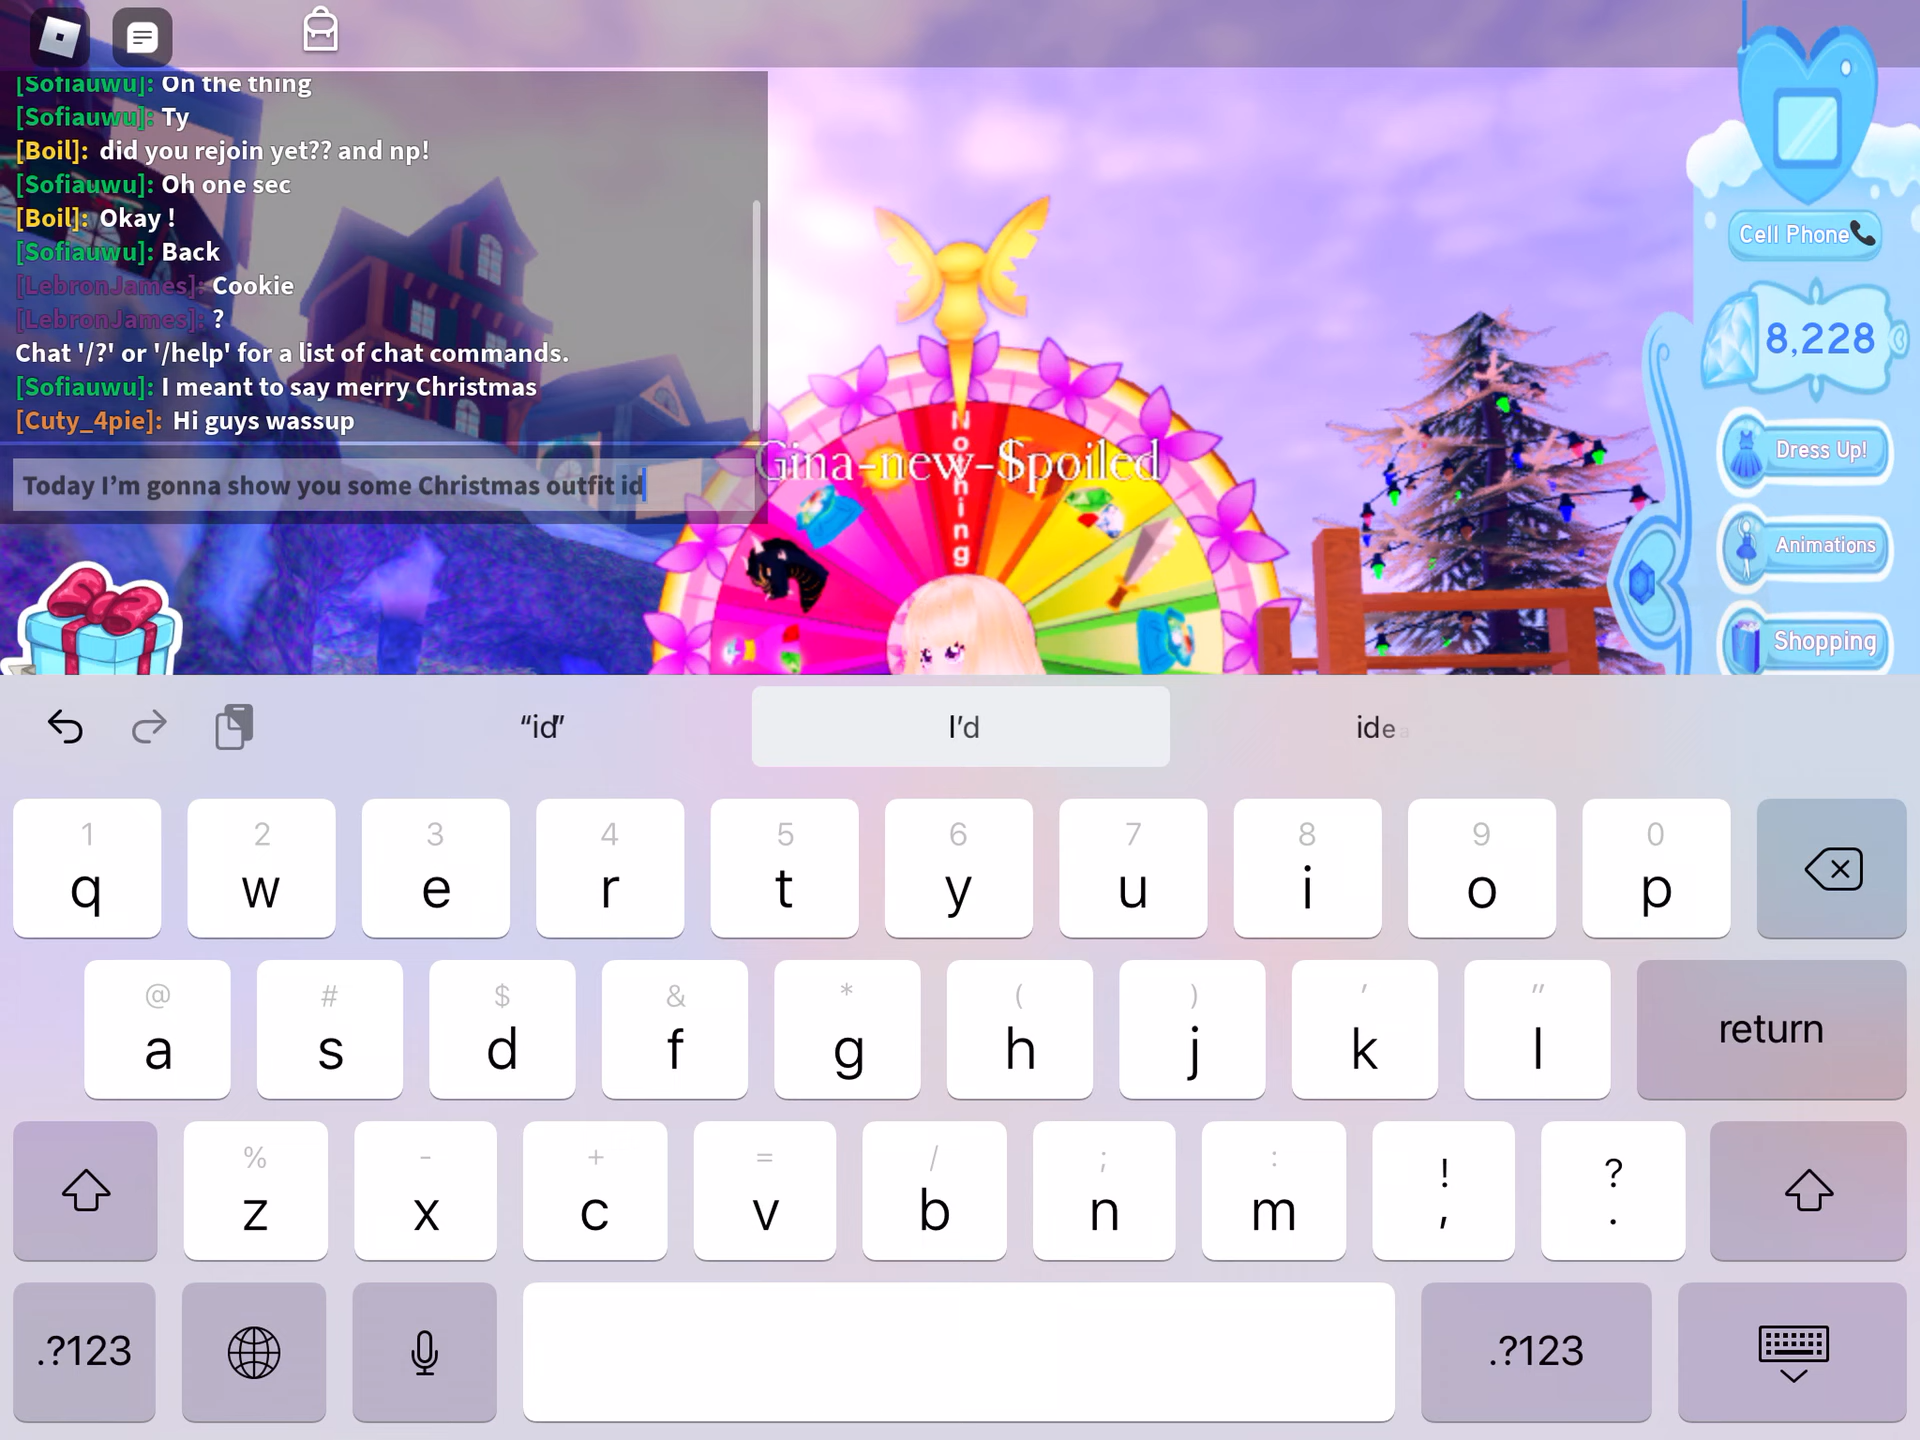 [Sofiauwu]: On the thing
[Sofiauwu]: Ty
[Boil]: did you rejoin yet?? and np!
[Sofiauwu]: Oh one sec
[Boil]: Okay !
[Sofiauwu]: Back
[LebronJames]: Cookie
[LebronJames]: ?
Chat '/?' or '/help' for a list of chat commands.
[Sofiauwu]: I meant to say merry Christmas
[Cuty_4pie]: Hi guys wassup
Today I’m gonna show you some Christmas outfit id
Nothing
Gina-new-$poiled
Cell Phone
8,228
Dress Up!
Animations
Shopping
“id” I’d idea
1 2 3 4 5 6 7 8 9 0
q w e r t y u i o p
@ # $ & * ( ) ' "
a s d f g h j k l return
% - + = / ; : ! ?
z x c v b n m , .
.?123 .?123